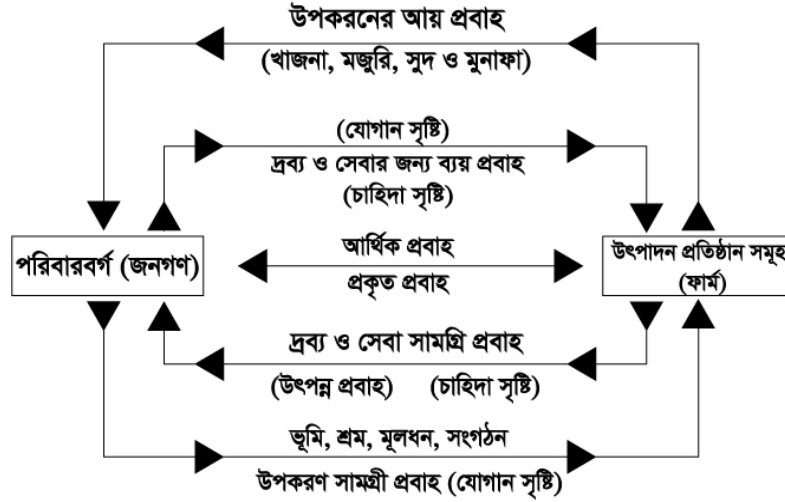 উপকরনের আয় প্রবাহ
(খাজনা, মজুরি, সুদ ও মুনাফা)
(যোগান সৃষ্টি)
দ্রব্য ও সেবার জন্য ব্যয় প্রবাহ
(চাহিদা সৃষ্টি)
পরিবারবর্গ (জনগণ)
আর্থিক প্রবাহ
প্রকৃত প্রবাহ
উৎপাদন প্রতিষ্ঠান সমূহ
(ফার্ম)
দ্রব্য ও সেবা সামগ্রি প্রবাহ
(উৎপন্ন প্রবাহ) (চাহিদা সৃষ্টি)
ভূমি, শ্রম, মূলধন, সংগঠন
উপকরণ সামগ্রী প্রবাহ (যোগান সৃষ্টি)